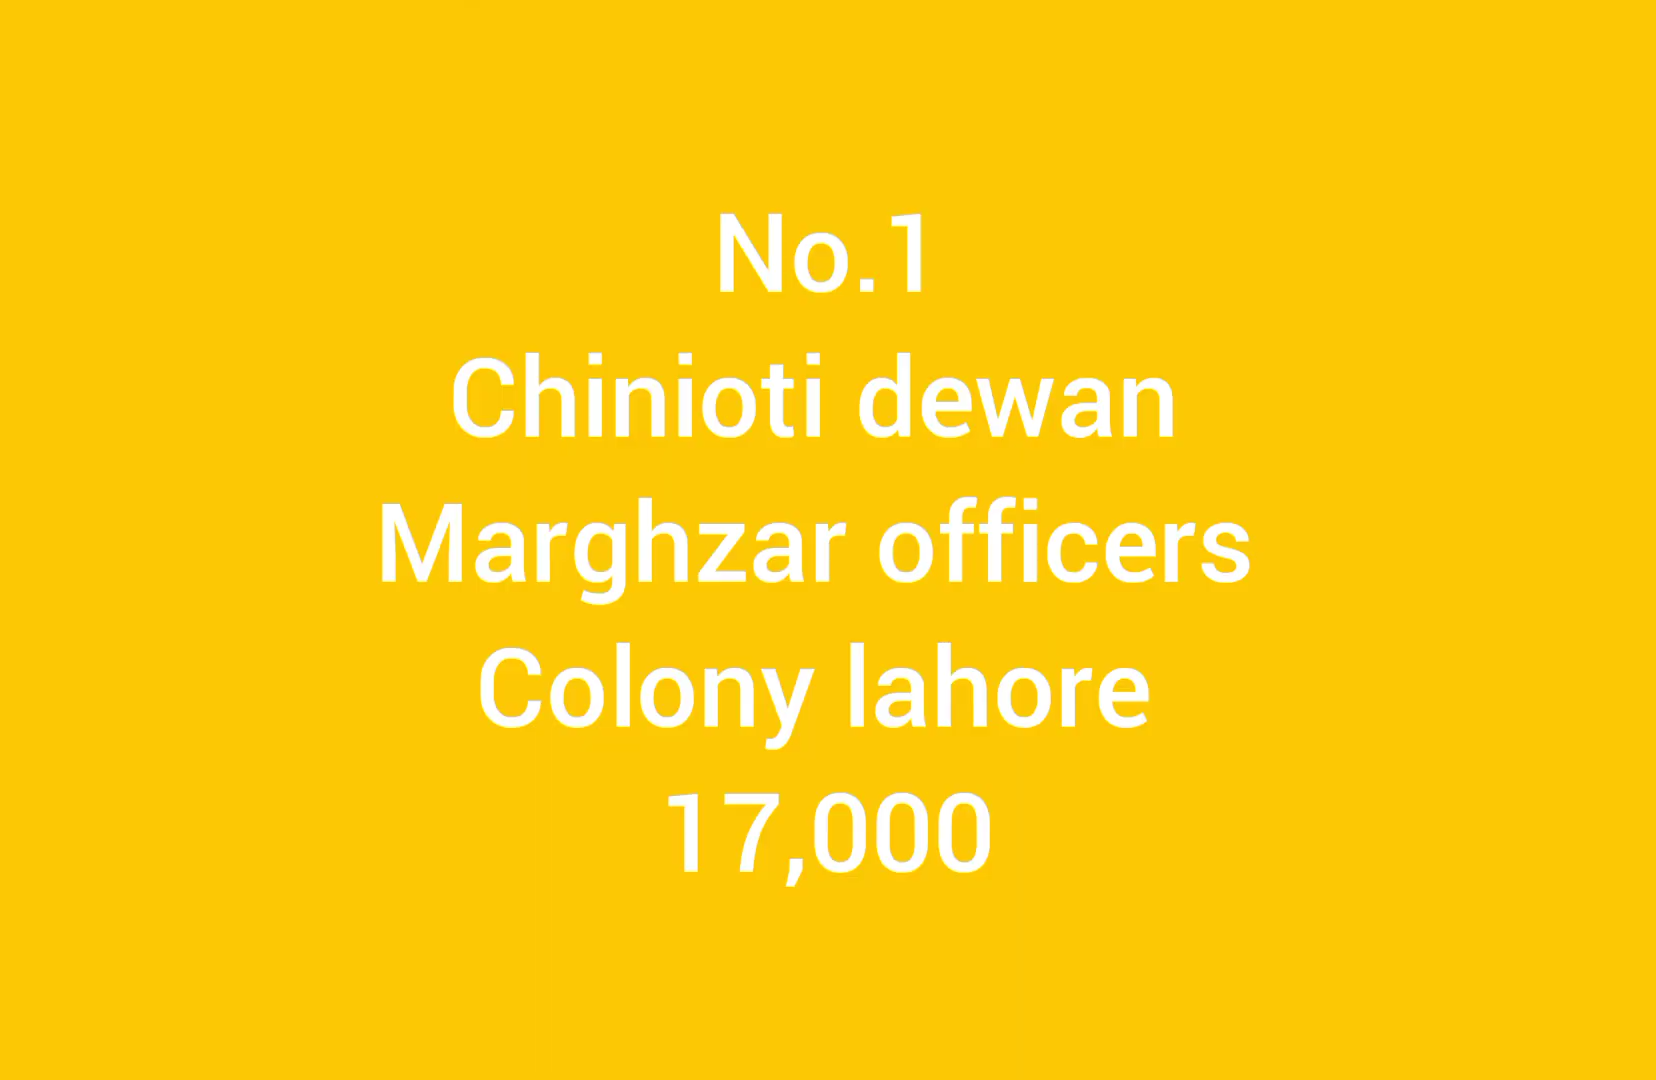 No.1
Chinioti dewan
Marghzar officers
Colony lahore
17,000